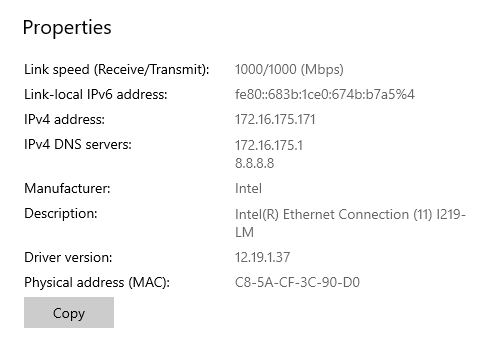 Properties
Link speed (Receive/Transmit): 1000/1000 (Mbps)
Link-local IPv6 address: fe80::683b:1ce0:674b:b7a5%4
IPv4 address: 172.16.175.171
IPv4 DNS servers: 172.16.175.1
8.8.8.8
Manufacturer: Intel
Description: Intel(R) Ethernet Connection (11) I219-
LM
Driver version: 12.19.1.37
Physical address (MAC): C8-5A-CF-3C-90-D0
Copy